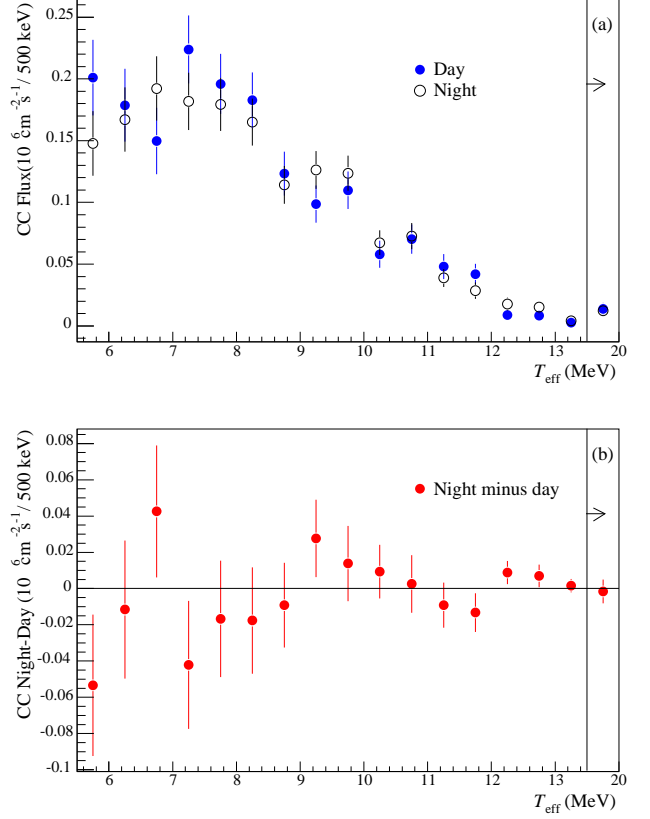 CC Flux(10^6 cm^-2 s^-1 / 500 keV)
(a)
Day
Night
0.25
0.2
0.15
0.1
0.05
0
6 7 8 9 10 11 12 13 20
T_eff (MeV)
CC Night-Day (10^6 cm^-2 s^-1 / 500 keV)
(b)
Night minus day
0.08
0.06
0.04
0.02
0
-0.02
-0.04
-0.06
-0.08
-0.1
6 7 8 9 10 11 12 13 20
T_eff (MeV)